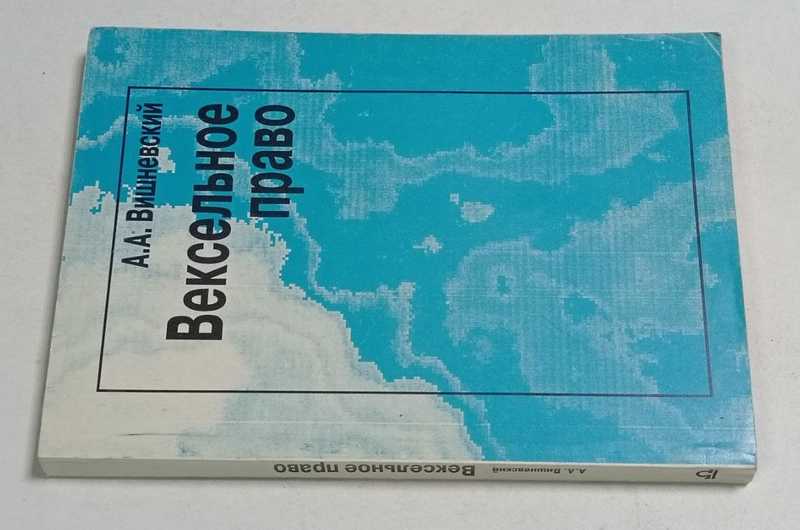 А.А. Вишневский
Вексельное
право
А.А. Вишневский Вексельное право